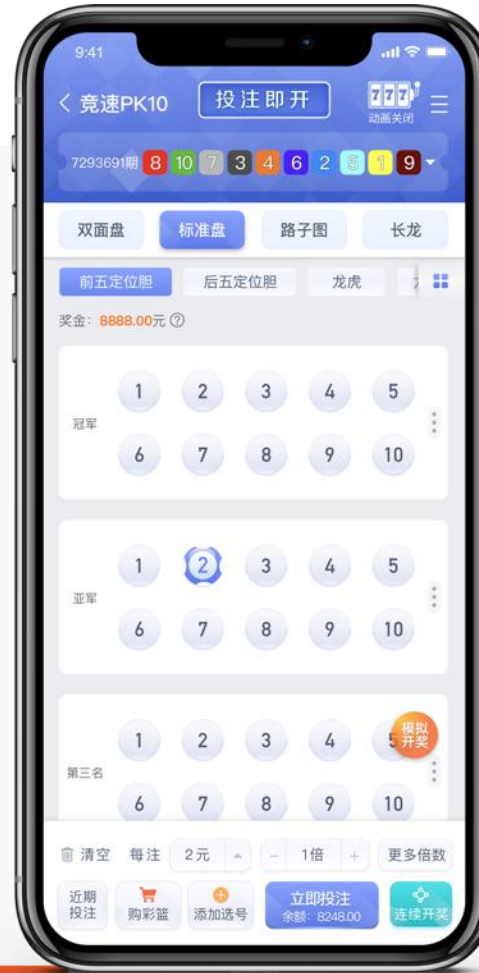 9:41
竞速PK10
投注即开
777
动画关闭
7293691期 8 10 7 3 4 6 2 5 1 9
双面盘 标准盘 路子图 长龙
前五定位胆 后五定位胆 龙虎
奖金：8888.00元
1 2 3 4 5
冠军
6 7 8 9 10
1 2 3 4 5
亚军
6 7 8 9 10
1 2 3 4 5
模拟
开奖
第三名
6 7 8 9 10
清空 每注 2元 - 1倍 + 更多倍数
近期
投注
购彩篮
添加选号
立即投注
余额：8248.00
连续开奖